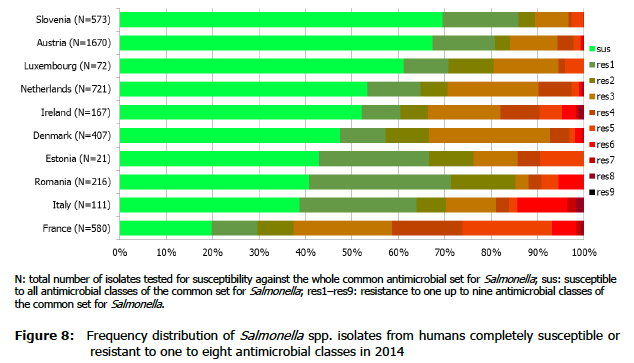 Slovenia (N=573)
Austria (N=1670)
Luxembourg (N=72)
Netherlands (N=721)
Ireland (N=167)
Denmark (N=407)
Estonia (N=21)
Romania (N=216)
Italy (N=111)
France (N=580)
0% 10% 20% 30% 40% 50% 60% 70% 80% 90% 100%
sus
res1
res2
res3
res4
res5
res6
res7
res8
res9
N: total number of isolates tested for susceptibility against the whole common antimicrobial set for Salmonella; sus: susceptible
to all antimicrobial classes of the common set for Salmonella; res1–res9: resistance to one up to nine antimicrobial classes of
the common set for Salmonella.
Figure 8: Frequency distribution of Salmonella spp. isolates from humans completely susceptible or
resistant to one to eight antimicrobial classes in 2014